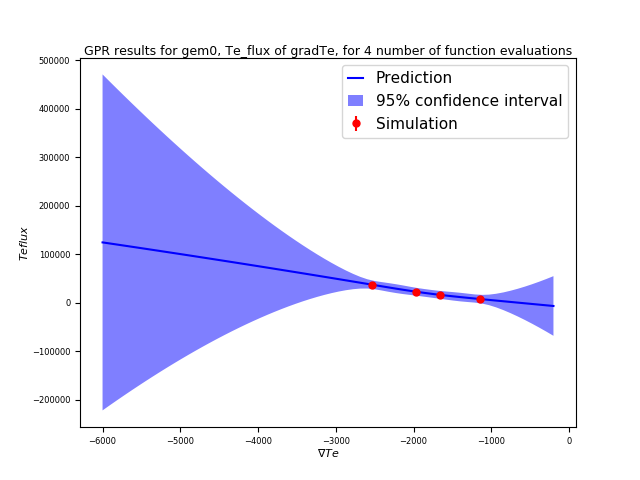 GPR results for gem0, Te_flux of gradTe, for 4 number of function evaluations
Prediction
95% confidence interval
Simulation
500000
400000
300000
200000
100000
0
−100000
−200000
Teflux
−6000 −5000 −4000 −3000 −2000 −1000 0
∇Te